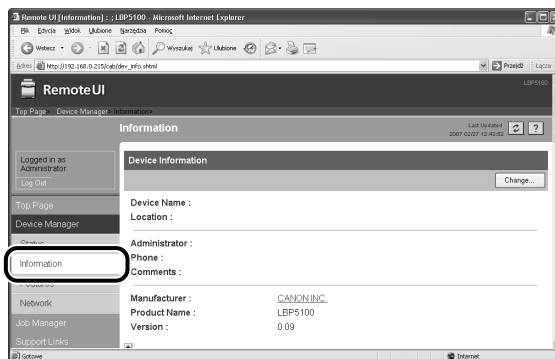 Remote UI [Information] : ; LBP5100 - Microsoft Internet Explorer
Plik Edycja Widok Ulubione Narzędzia Pomoc
Wstecz Wyszukaj Ulubione
Adres http://192.168.0.215/cab/dev_info.shtml Przejdź Łącza
Remote UI LBP5100
Top Page> Device Manager> Information>
Information Last Updated
2007 02/27 12:43:52
Logged in as
Administrator.
Log Out
Device Information
Change...
Top Page
Device Manager
Status
Information
Features
Network
Job Manager
Support Links
Device Name :
Location :
Administrator :
Phone :
Comments :
Manufacturer : CANON INC.
Product Name : LBP5100
Version : 0.09
Gotowe Internet